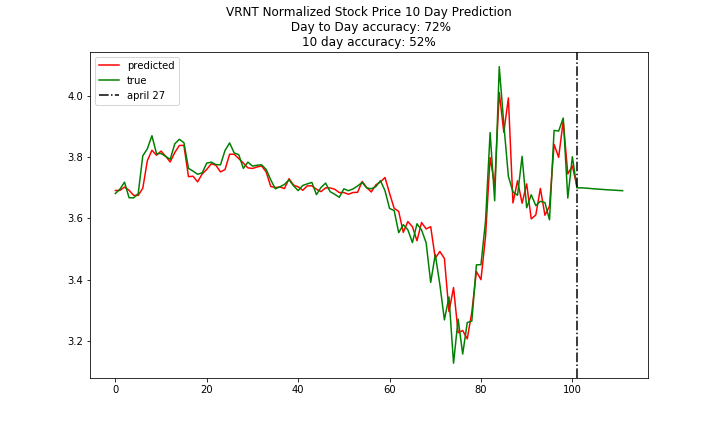 VRNT Normalized Stock Price 10 Day Prediction
Day to Day accuracy: 72%
10 day accuracy: 52%
predicted
true
april 27
4.0
3.8
3.6
3.4
3.2
0 20 40 60 80 100